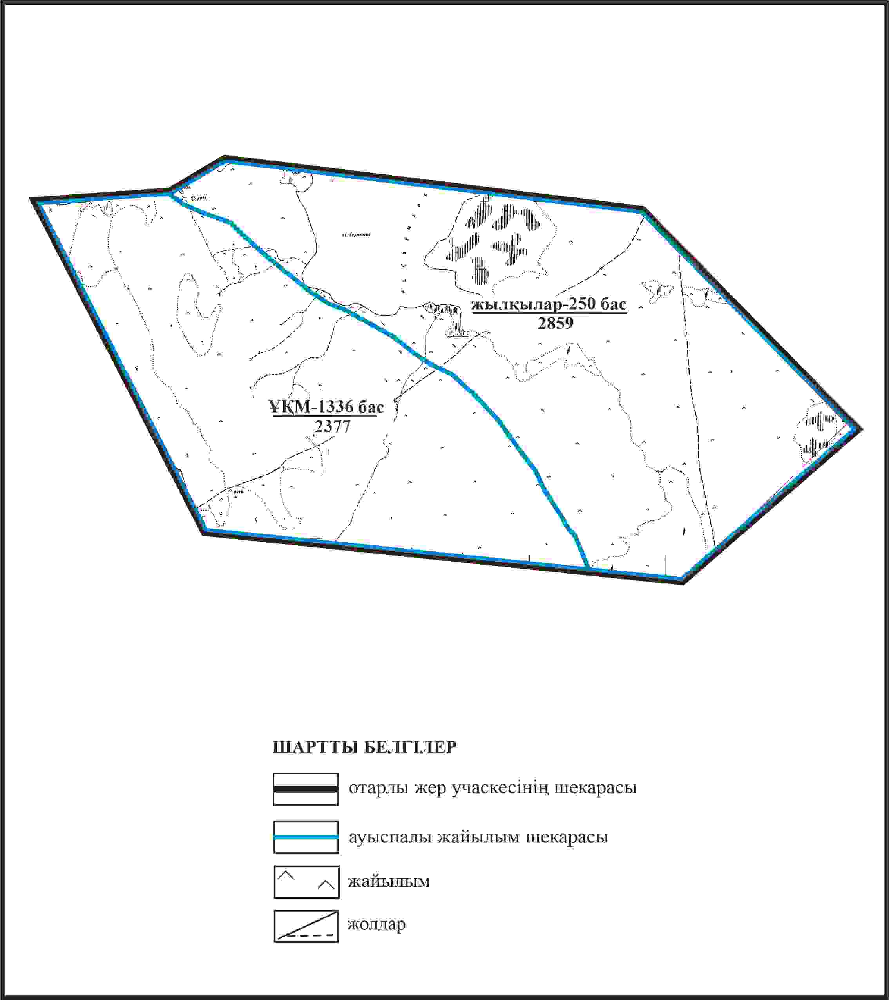 жылқылар-250 бас
2859
ҰҚМ-1336 бас
2377
ШАРТТЫ БЕЛГІЛЕР
отарлы жер учаскесінің шекарасы
ауыспалы жайылым шекарасы
жайылым
жолдар